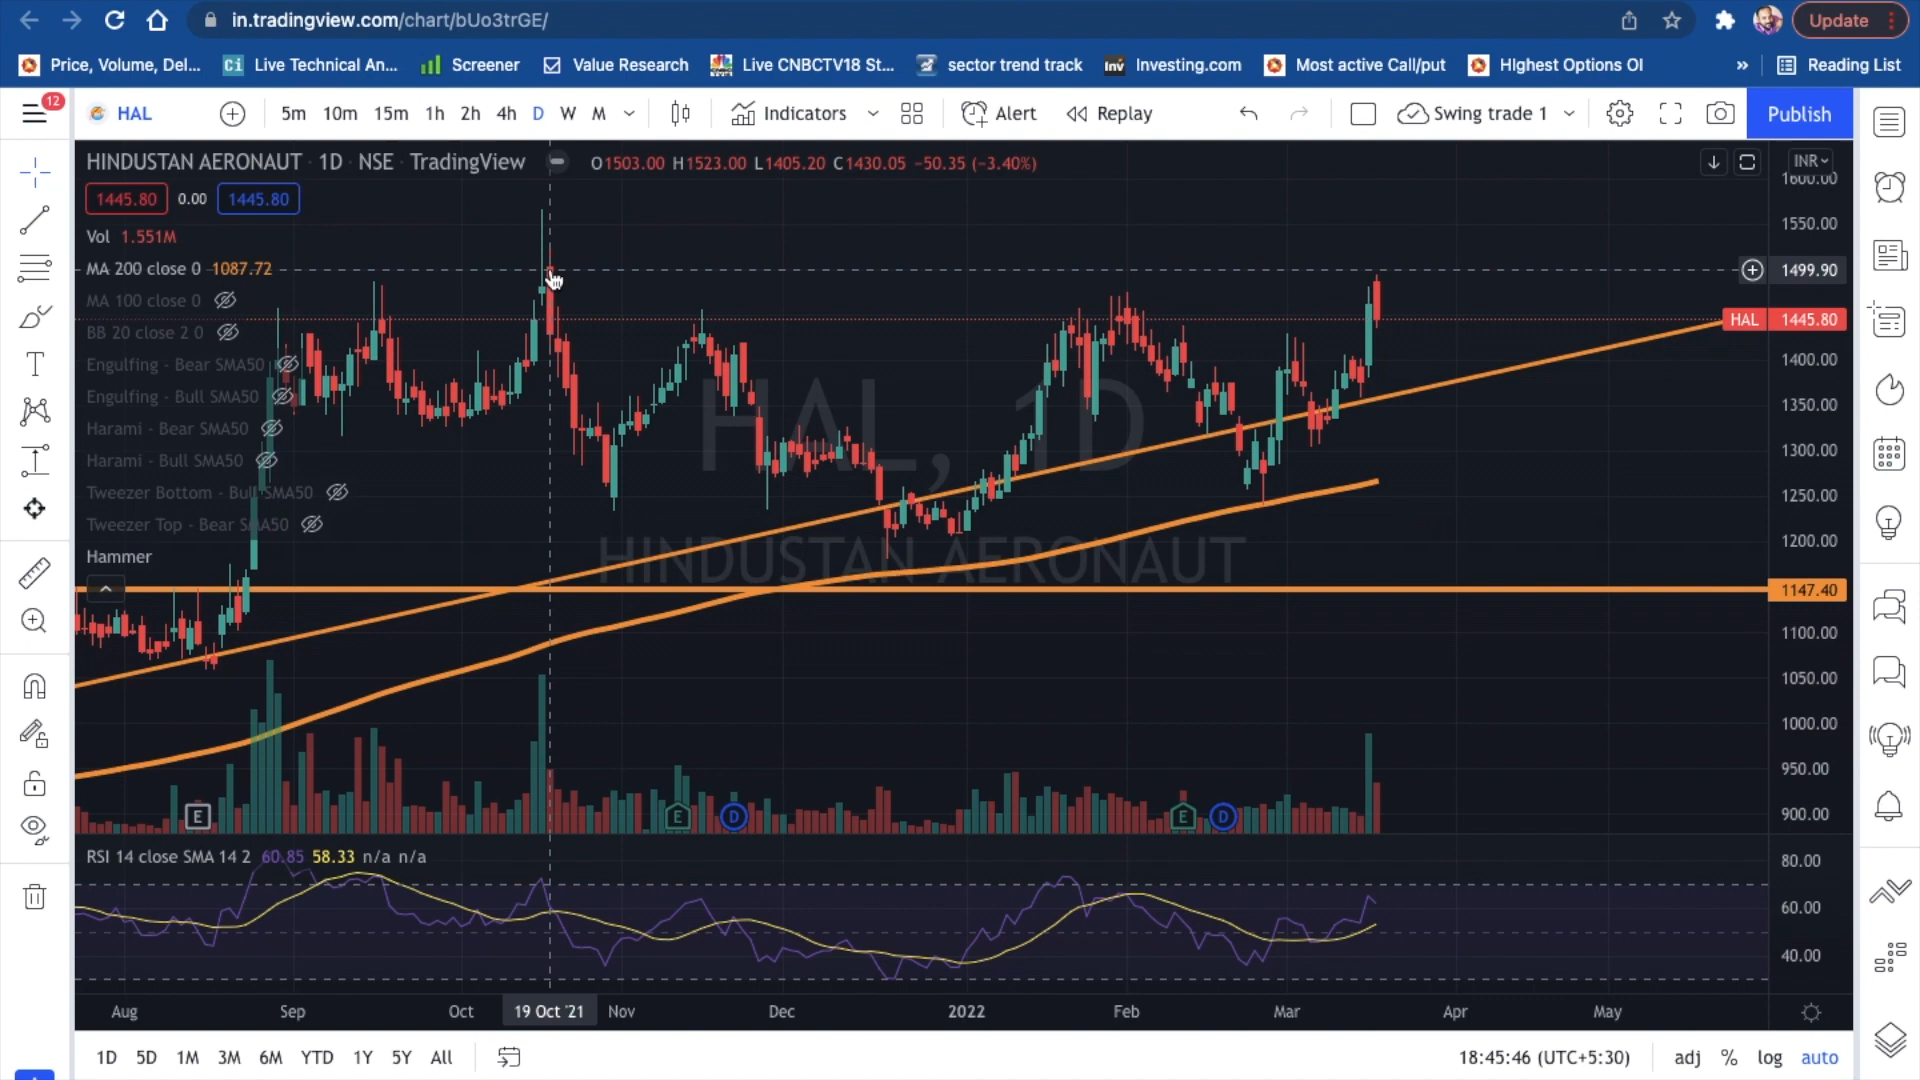 in.tradingview.com/chart/bUo3trGE/
Update
Price, Volume, Del...
Ci Live Technical An...
Screener
Value Research
Live CNBCTV18 St...
sector trend track
Inv Investing.com
Most active Call/put
HIghest Options OI
»
Reading List
12
HAL
5m 10m 15m 1h 2h 4h D W M
Indicators
Alert
Replay
Swing trade 1
Publish
HINDUSTAN AERONAUT · 1D · NSE · TradingView
O1503.00 H1523.00 L1405.20 C1430.05 −50.35 (−3.40%)
INR
1445.80 0.00 1445.80
Vol 1.551M
MA 200 close 0 1087.72
MA 100 close 0
BB 20 close 2 0
Engulfing - Bear SMA50
Engulfing - Bull SMA50
Harami - Bear SMA50
Harami - Bull SMA50
Tweezer Bottom - Bull SMA50
Tweezer Top - Bear SMA50
Hammer
HAL, 1D
HINDUSTAN AERONAUT
1600.00
1550.00
1499.90
HAL 1445.80
1400.00
1350.00
1300.00
1250.00
1200.00
1147.40
1100.00
1050.00
1000.00
950.00
900.00
E E D E D
RSI 14 close SMA 14 2 60.85 58.33 n/a n/a
80.00
60.00
40.00
Aug Sep Oct 19 Oct '21 Nov Dec 2022 Feb Mar Apr May
1D 5D 1M 3M 6M YTD 1Y 5Y All
18:45:46 (UTC+5:30)
adj % log auto